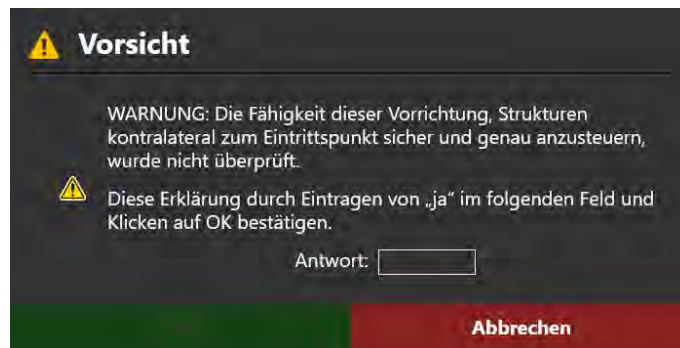 Vorsicht
WARNUNG: Die Fähigkeit dieser Vorrichtung, Strukturen
kontralateral zum Eintrittspunkt sicher und genau anzusteuern,
wurde nicht überprüft.
Diese Erklärung durch Eintragen von „ja“ im folgenden Feld und
Klicken auf OK bestätigen.
Antwort:
Abbrechen